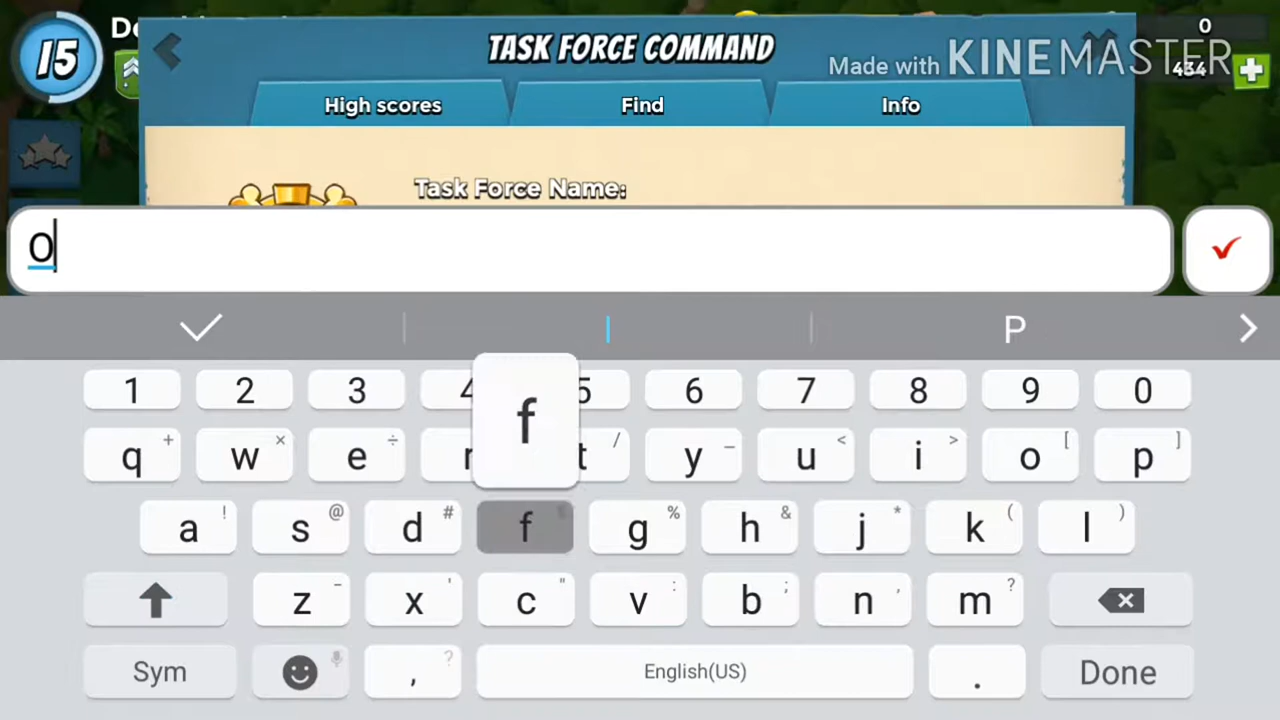 15
De
0
TASK FORCE COMMAND
Made with KINEMASTER
434
High scores
Find
Info
Task Force Name:
O
P
1 2 3 4 5 6 7 8 9 0
f
q + w × e ÷ r t / y _ u < i > o [ p ]
a ! s @ d # f g % h & j * k ( l )
z - x ' c " v : b ; n , m ?
Sym , ? English(US) . Done